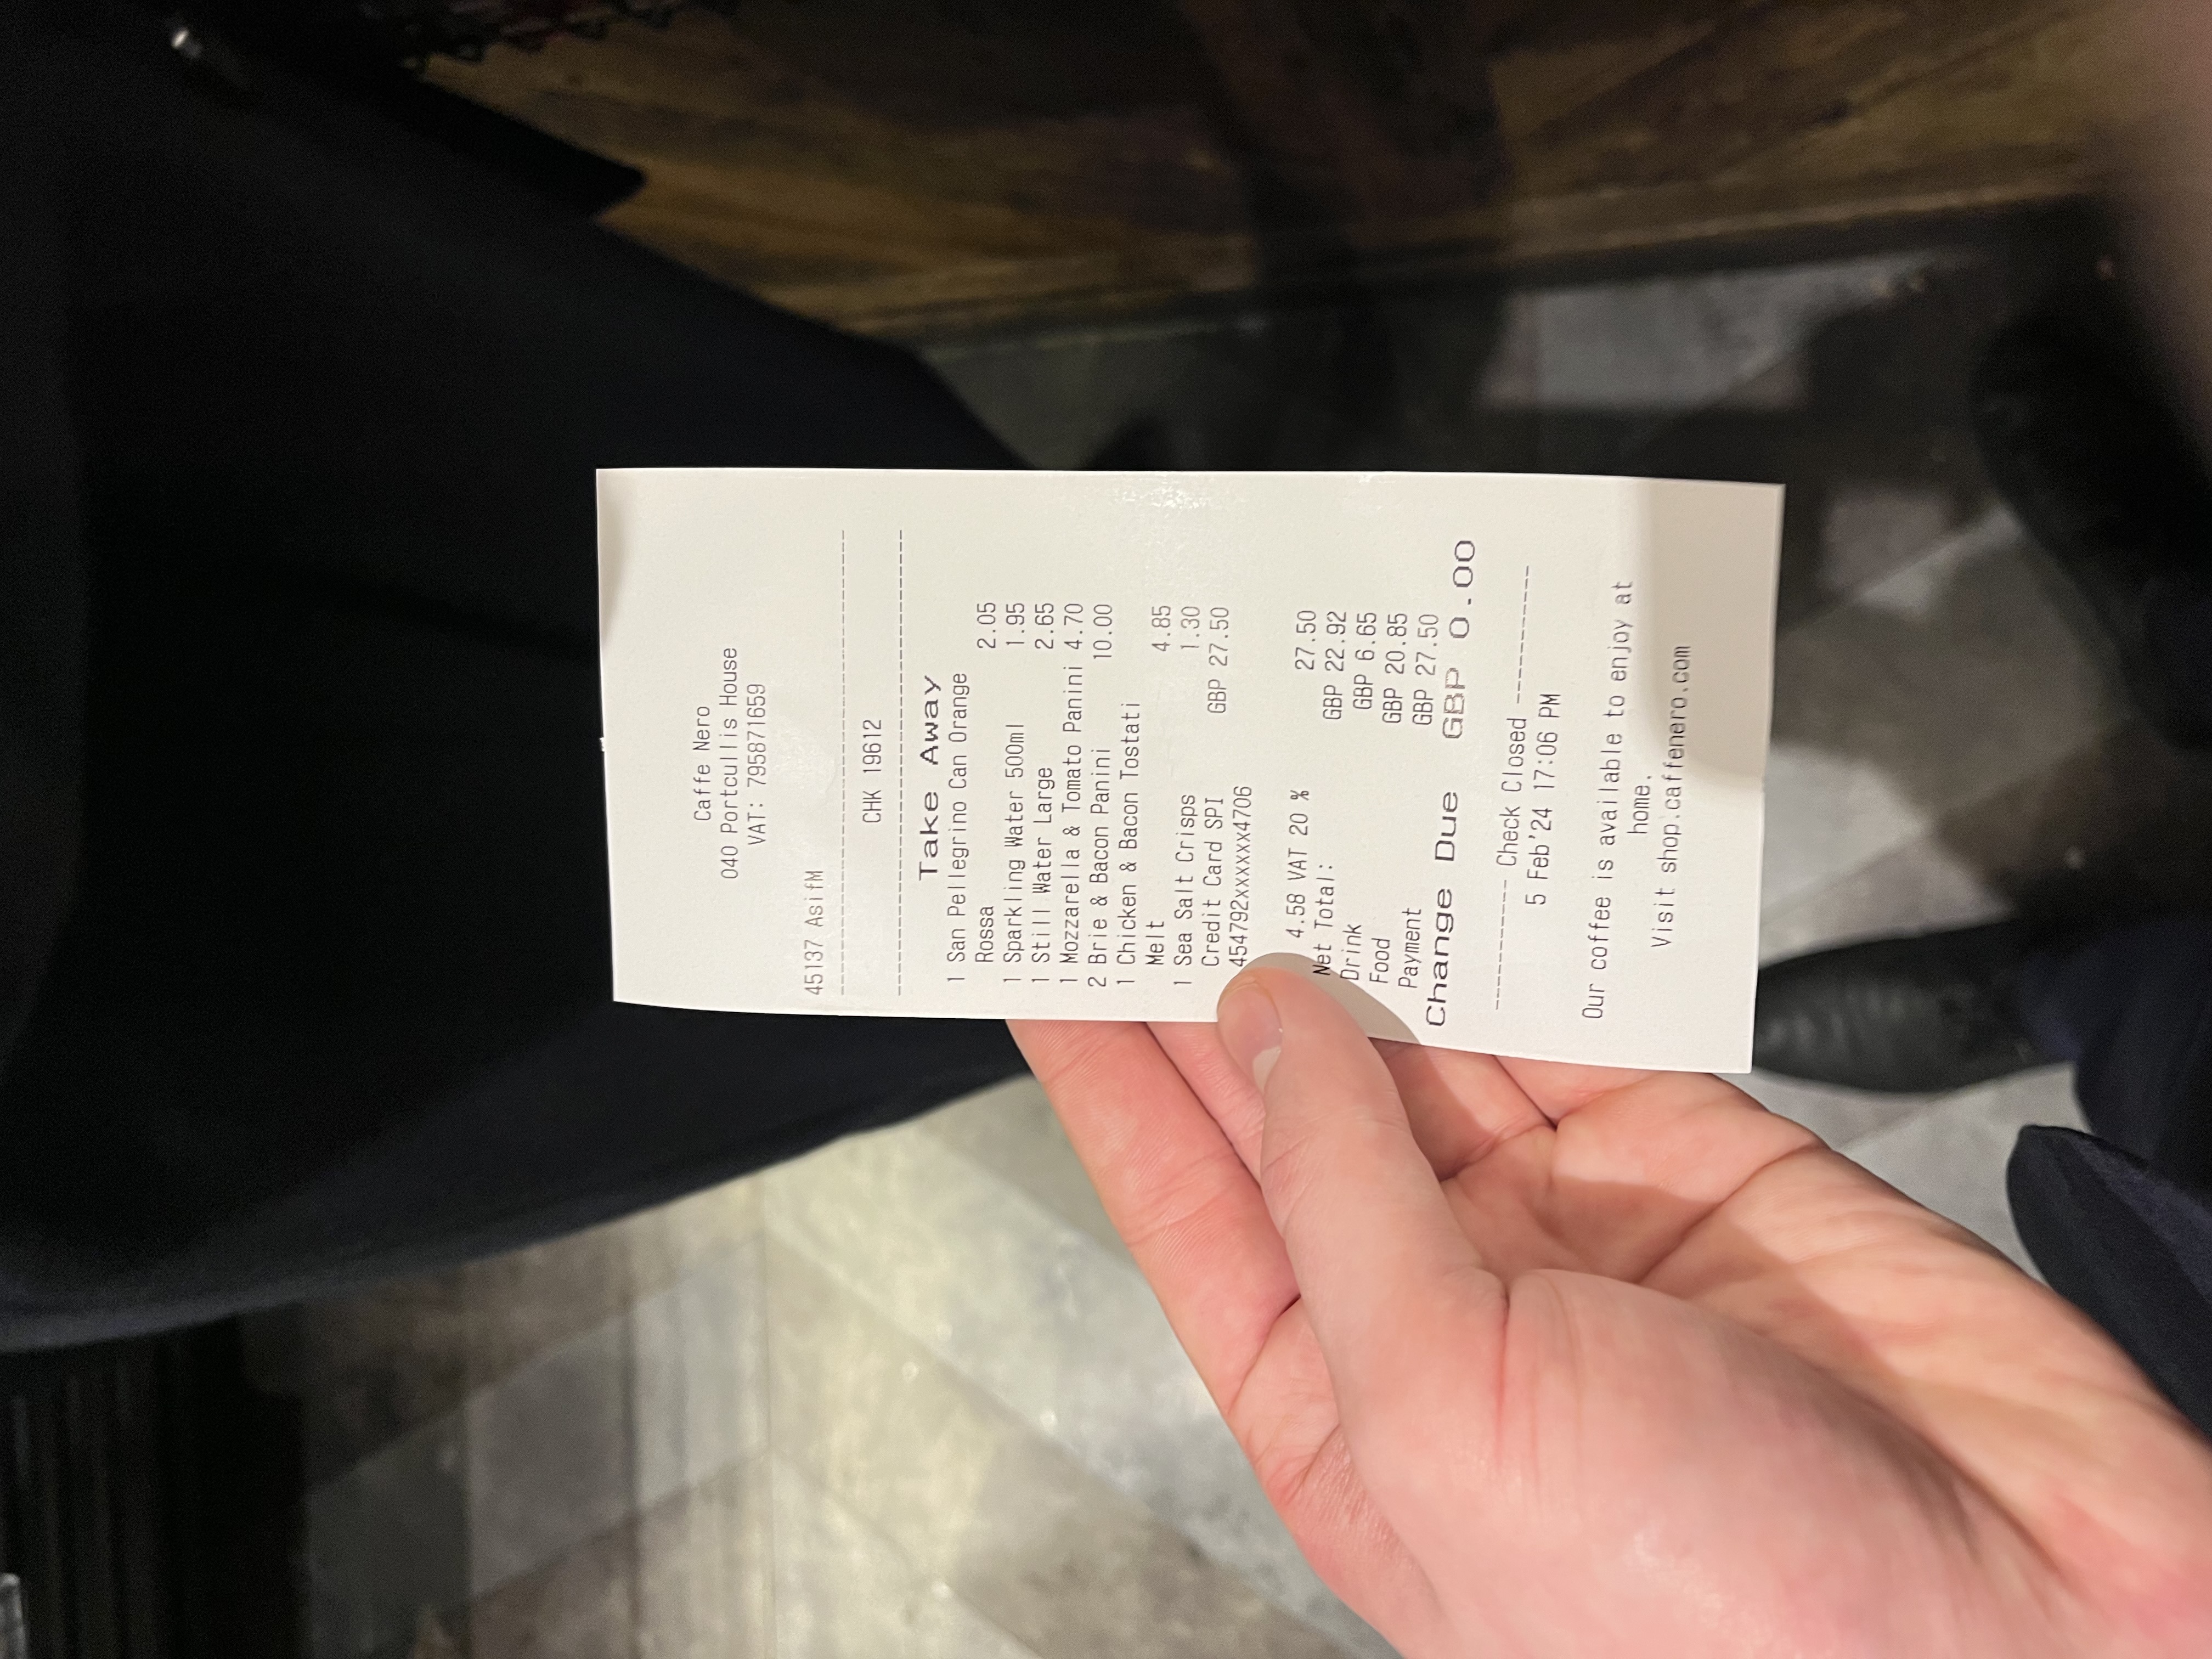 Caffe Nero
040 Portcullis House
VAT: 795871659
45137 AsifM
CHK 19612
Take Away
1 San Pellegrino Can Orange
Rossa 2.05
1 Sparkling Water 500ml 1.95
1 Still Water Large 2.65
1 Mozzarella & Tomato Panini 4.70
2 Brie & Bacon Panini 10.00
1 Chicken & Bacon Tostati
Melt 4.85
1 Sea Salt Crisps 1.30
Credit Card SPI GBP 27.50
454792xxxxxx4706
4.58 VAT 20 % 27.50
Net Total: GBP 22.92
Drink GBP 6.65
Food GBP 20.85
Payment GBP 27.50
Change Due GBP 0.00
----------- Check Closed -----------
5 Feb'24 17:06 PM
Our coffee is available to enjoy at
home.
Visit shop.caffenero.com